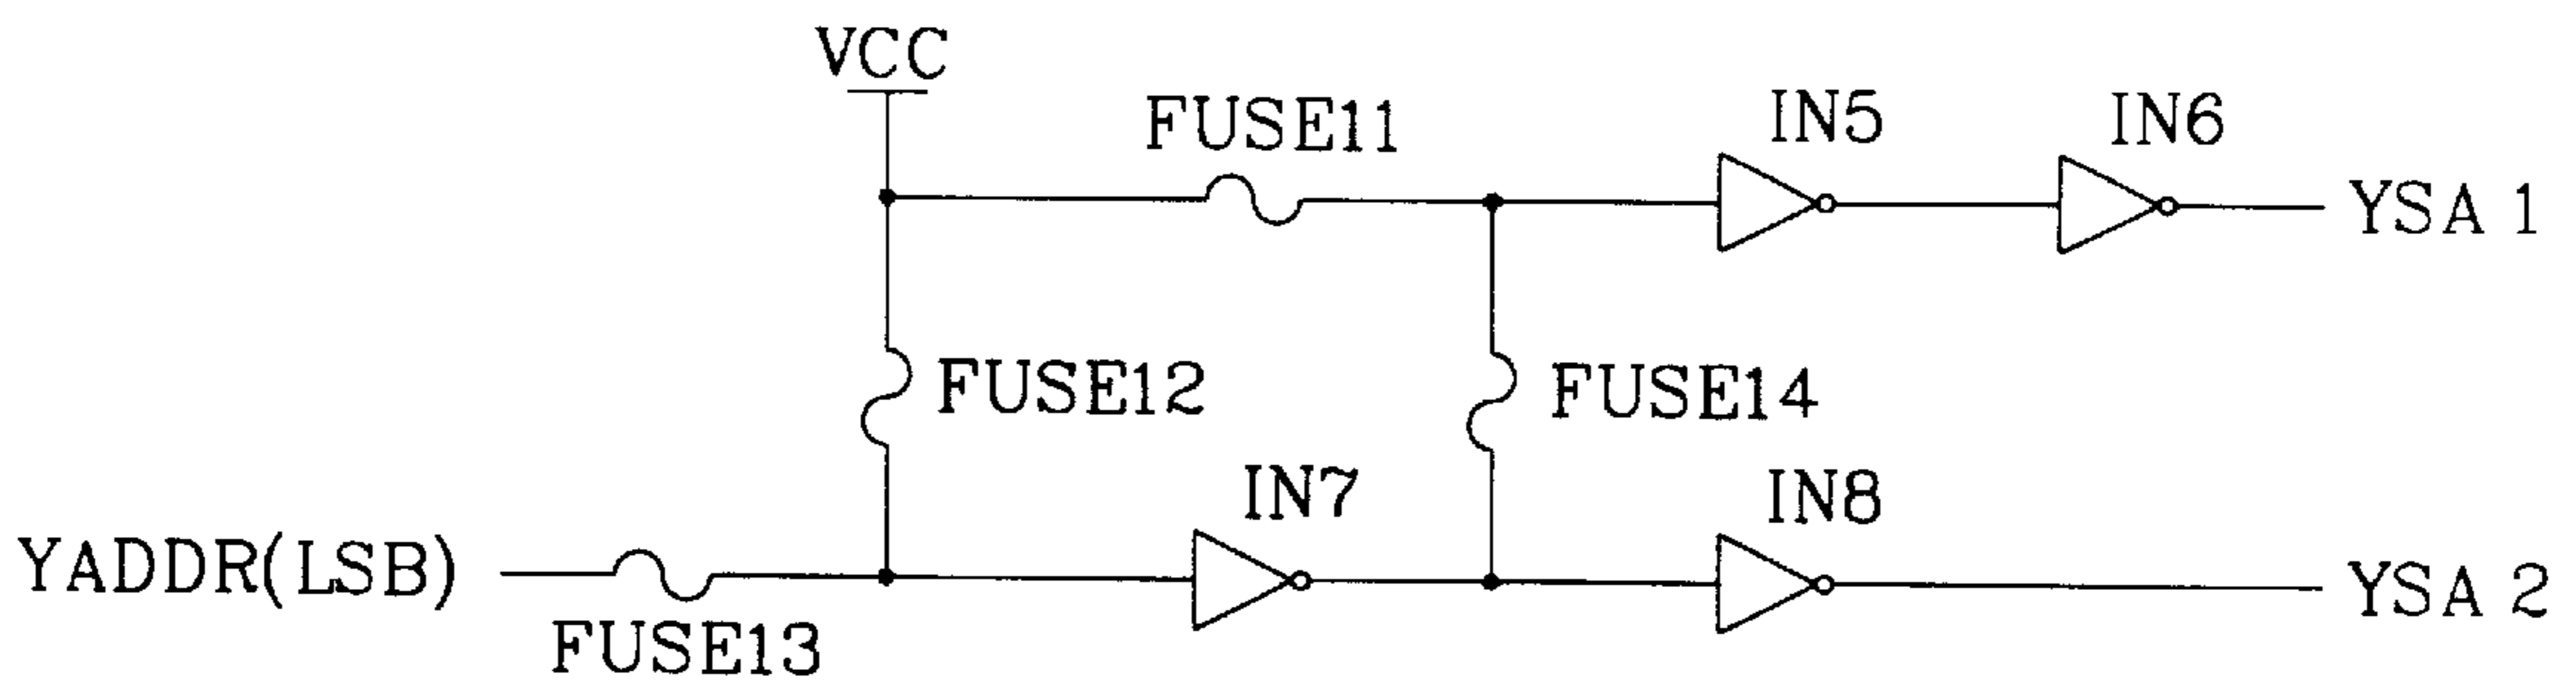 VCC
FUSE11
IN5
IN6
YSA 1
FUSE12
FUSE14
IN7
IN8
YADDR(LSB)
FUSE13
YSA 2